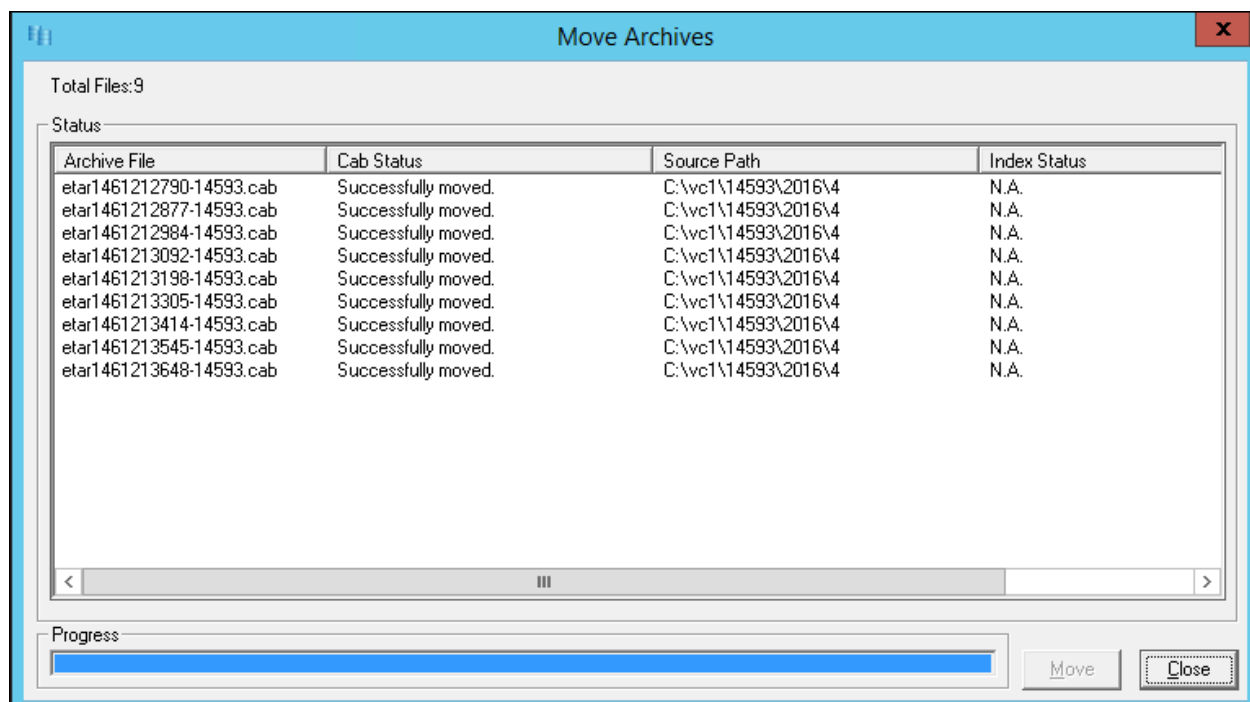 Move Archives
x
Total Files:9
Status
Archive File Cab Status Source Path Index Status
etar1461212790-14593.cab Successfully moved. C:\vc1\14593\2016\4 N.A.
etar1461212877-14593.cab Successfully moved. C:\vc1\14593\2016\4 N.A.
etar1461212984-14593.cab Successfully moved. C:\vc1\14593\2016\4 N.A.
etar1461213092-14593.cab Successfully moved. C:\vc1\14593\2016\4 N.A.
etar1461213198-14593.cab Successfully moved. C:\vc1\14593\2016\4 N.A.
etar1461213305-14593.cab Successfully moved. C:\vc1\14593\2016\4 N.A.
etar1461213414-14593.cab Successfully moved. C:\vc1\14593\2016\4 N.A.
etar1461213545-14593.cab Successfully moved. C:\vc1\14593\2016\4 N.A.
etar1461213648-14593.cab Successfully moved. C:\vc1\14593\2016\4 N.A.
Progress
Move Close